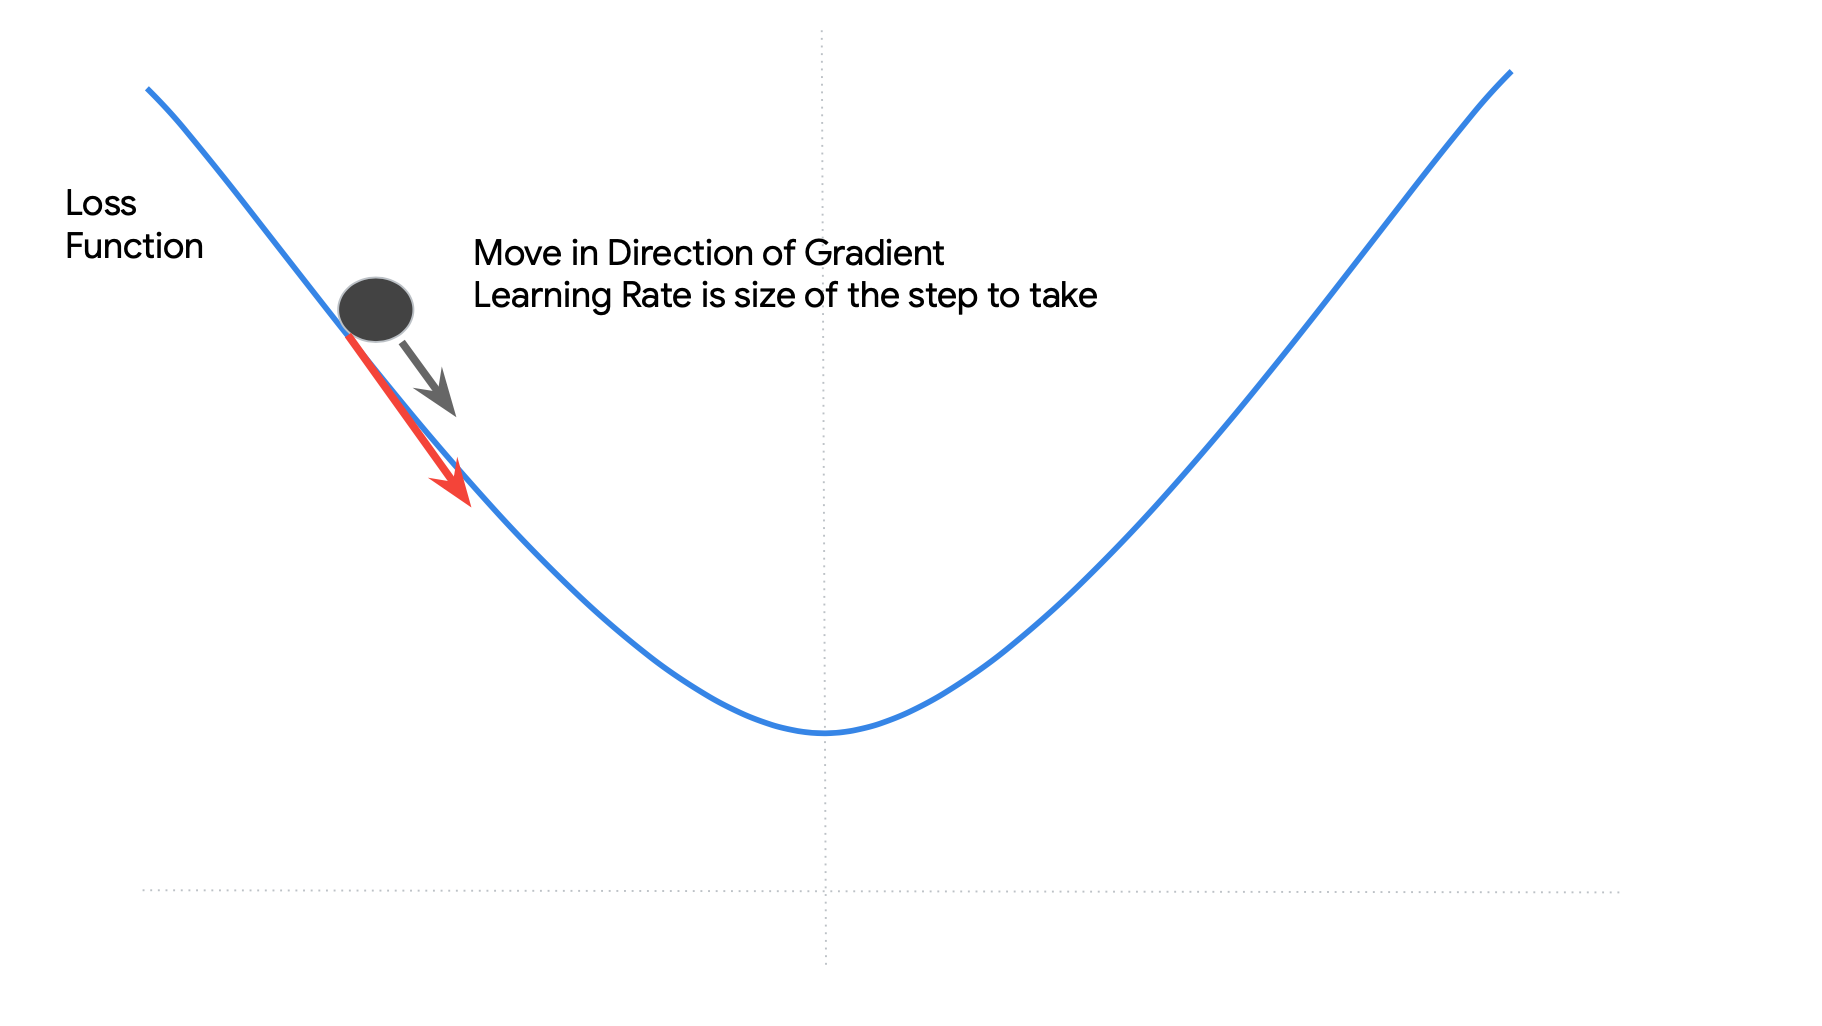 Loss
Function
Move in Direction of Gradient
Learning Rate is size of the step to take